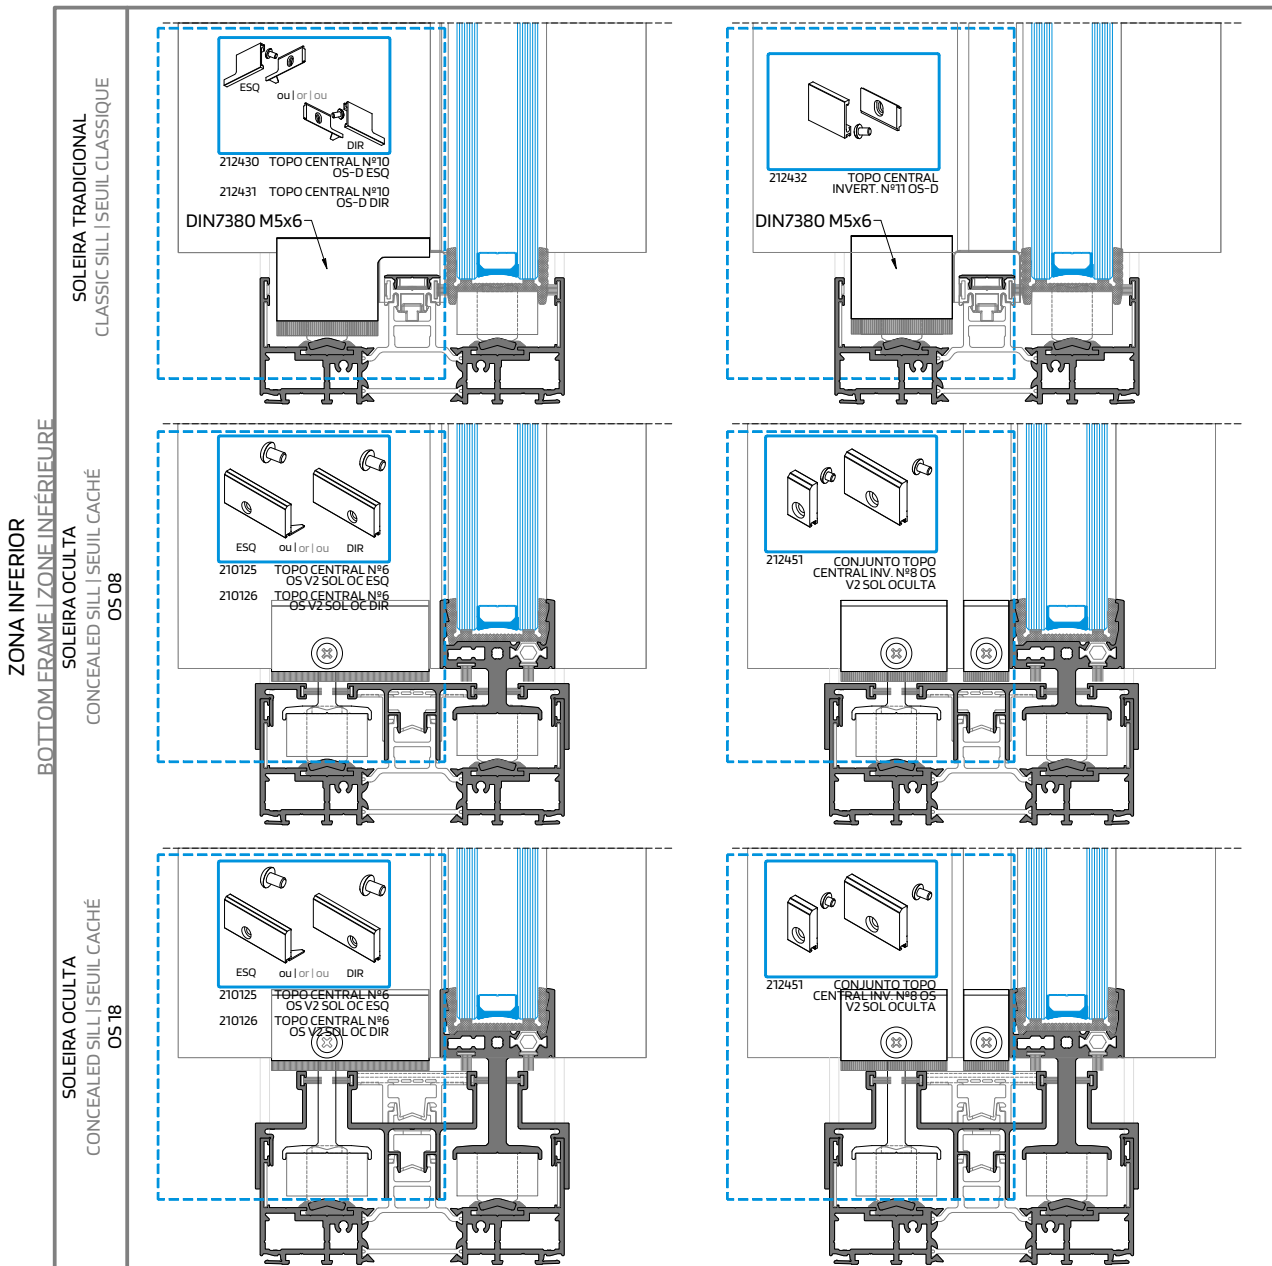 ZONA INFERIOR
BOTTOM FRAME | ZONE INFÉRIEURE
SOLEIRA TRADICIONAL
CLASSIC SILL | SEUIL CLASSIQUE
ESQ
ou | or | ou
DIR
212430 TOPO CENTRAL Nº10
OS-D ESQ
212431 TOPO CENTRAL Nº10
OS-D DIR
DIN7380 M5x6
212432 TOPO CENTRAL
INVERT. Nº11 OS-D
DIN7380 M5x6
SOLEIRA OCULTA
CONCEALED SILL | SEUIL CACHÉ
OS 08
ESQ ou | or | ou DIR
210125 TOPO CENTRAL Nº6
OS V2 SOL OC ESQ
210126 TOPO CENTRAL Nº6
OS V2 SOL OC DIR
212451 CONJUNTO TOPO
CENTRAL INV. Nº8 OS
V2 SOL OCULTA
SOLEIRA OCULTA
CONCEALED SILL | SEUIL CACHÉ
OS 18
ESQ ou | or | ou DIR
210125 TOPO CENTRAL Nº6
OS V2 SOL OC ESQ
210126 TOPO CENTRAL Nº6
OS V2 SOL OC DIR
212451 CONJUNTO TOPO
CENTRAL INV. Nº8 OS
V2 SOL OCULTA